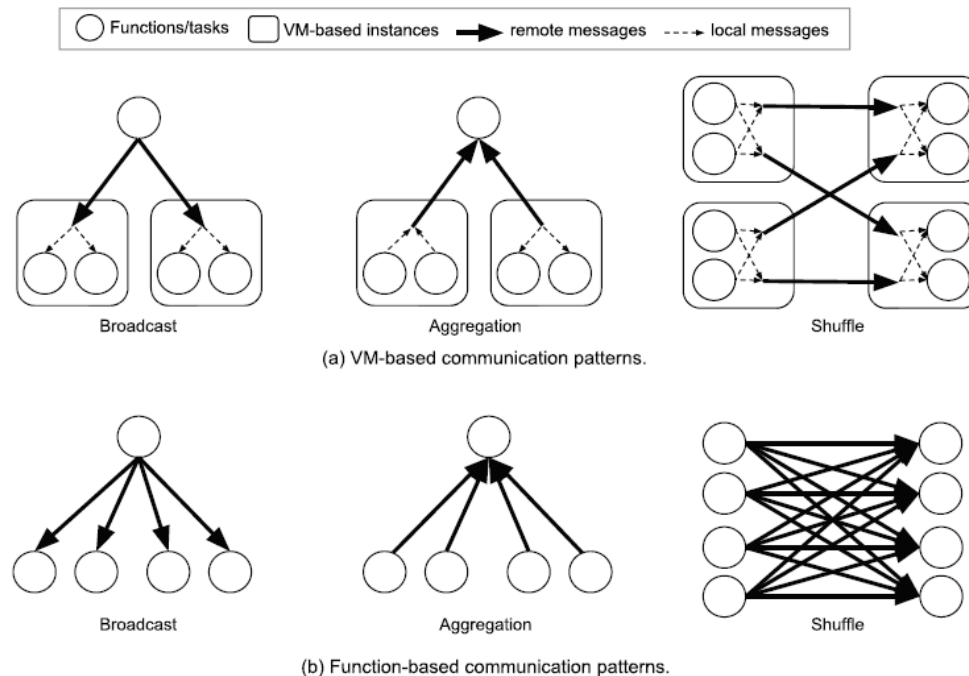 Functions/tasks VM-based instances remote messages local messages
Broadcast Aggregation Shuffle
(a) VM-based communication patterns.
Broadcast Aggregation Shuffle
(b) Function-based communication patterns.